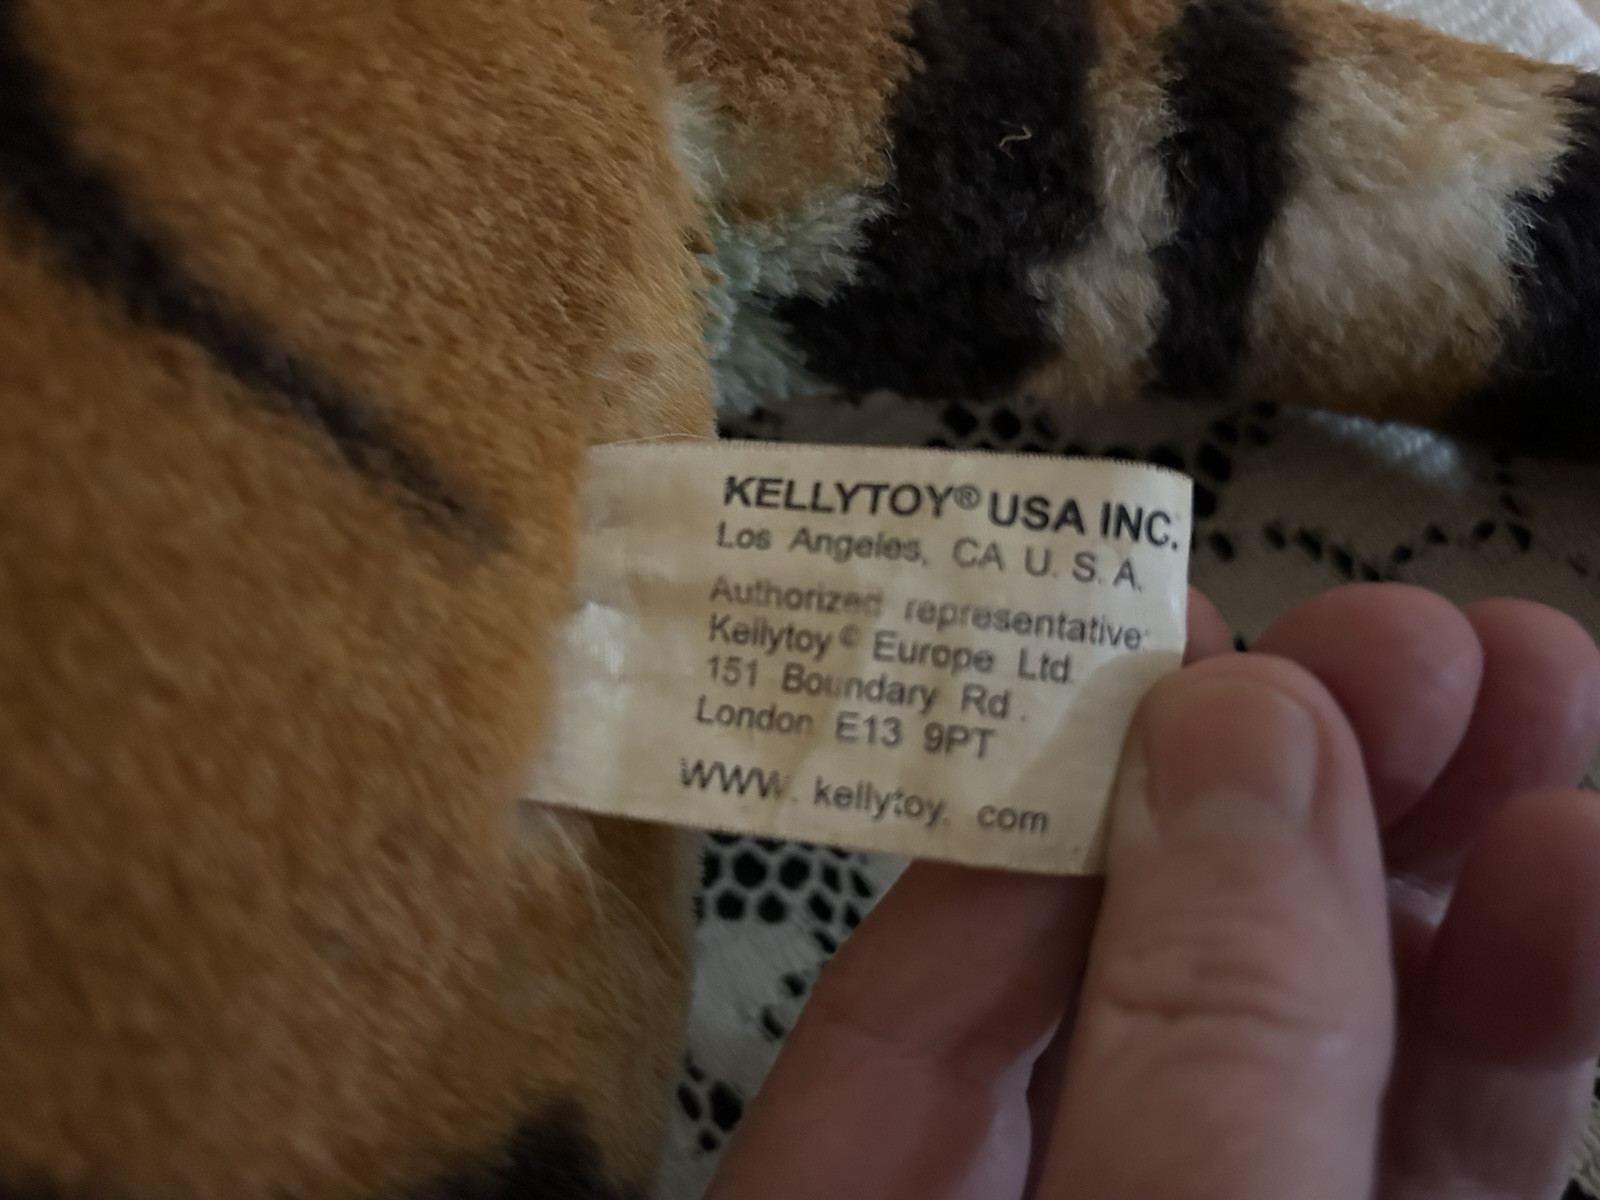 KELLYTOY® USA INC.
Los Angeles, CA U. S. A.
Authorized representative:
Kellytoy © Europe Ltd.
151 Boundary Rd .
London E13 9PT
WWW. kellytoy. com